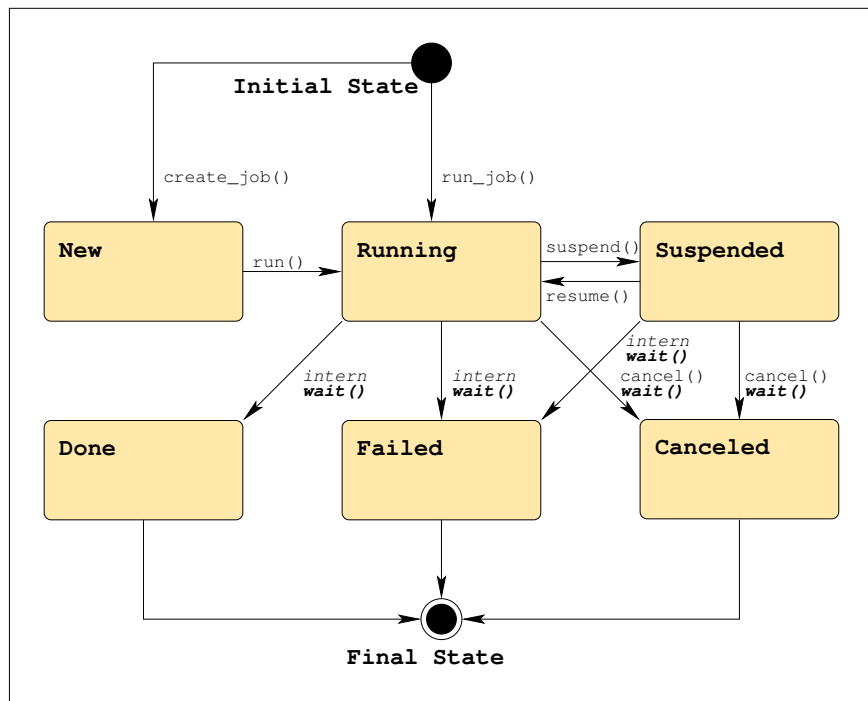 Initial State
create_job()
run_job()
New
Running
Suspended
run()
suspend()
resume()
intern
wait()
intern
wait()
intern
wait()
cancel()
wait()
cancel()
wait()
Done
Failed
Canceled
Final State